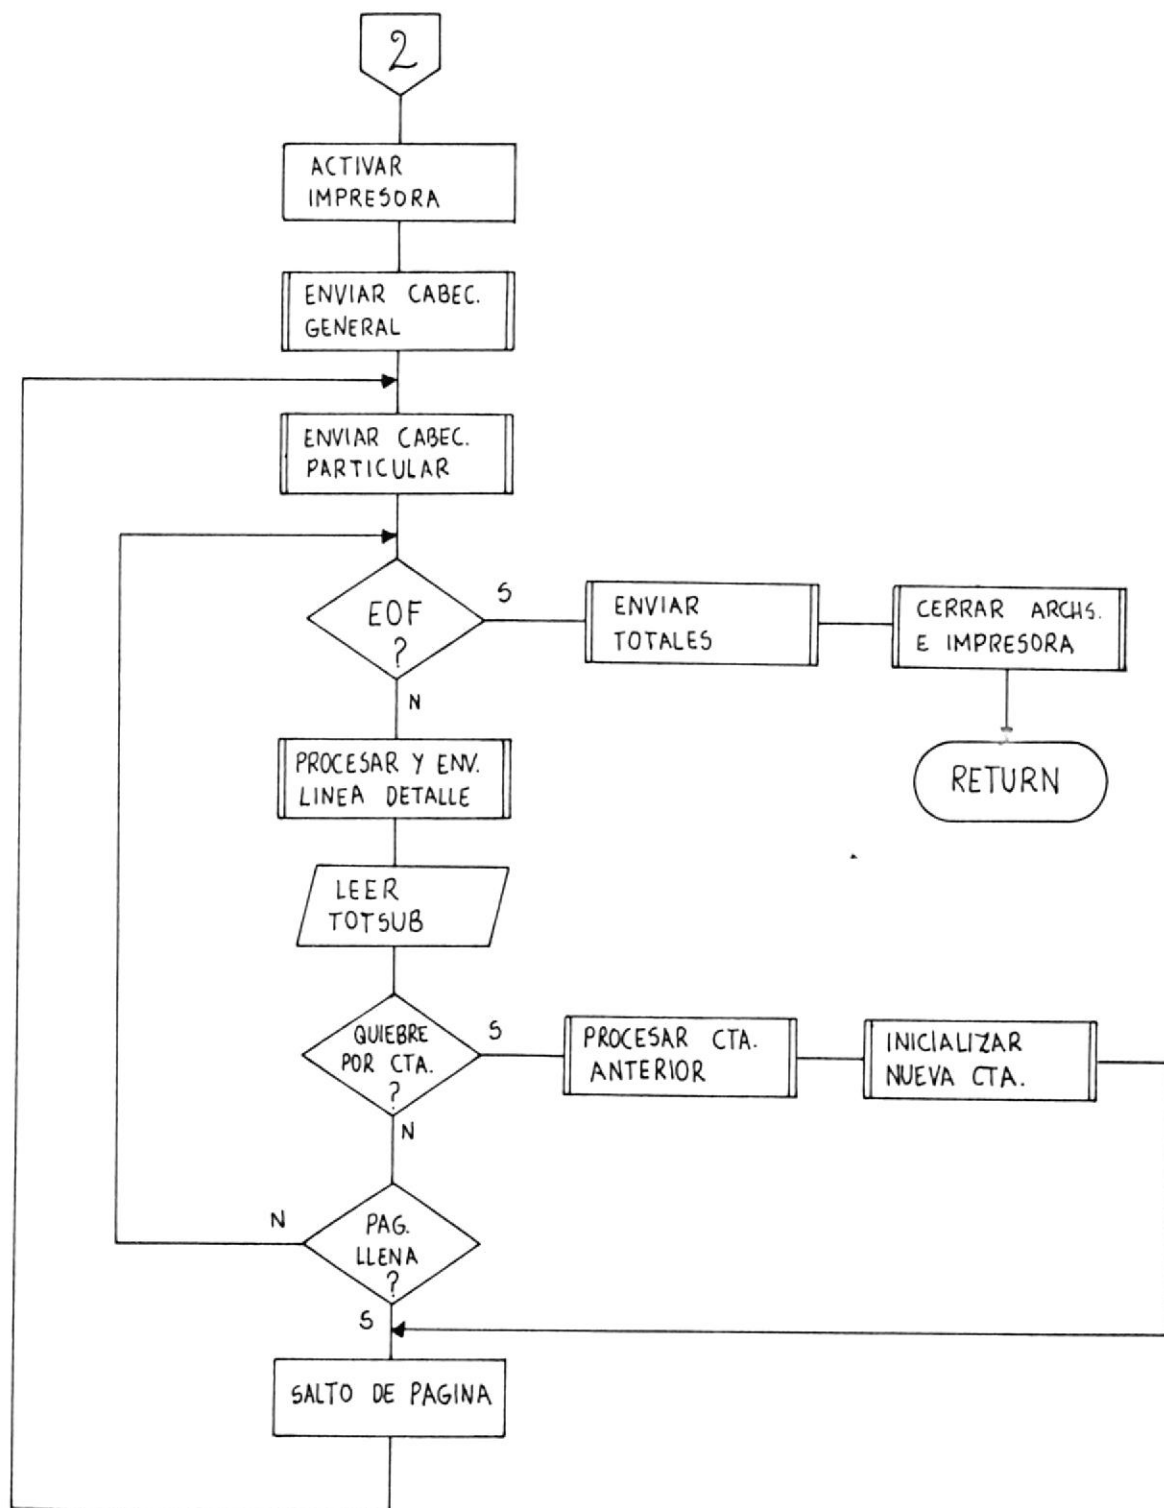 2
ACTIVAR
IMPRESORA
ENVIAR CABEC.
GENERAL
ENVIAR CABEC.
PARTICULAR
EOF
?
S
ENVIAR
TOTALES
CERRAR ARCHS.
E IMPRESORA
RETURN
N
PROCESAR Y ENV.
LINEA DETALLE
LEER
TOTSUB
QUIEBRE
POR CTA.
?
S
PROCESAR CTA.
ANTERIOR
INICIALIZAR
NUEVA CTA.
N
PAG.
LLENA
?
N
S
SALTO DE PAGINA